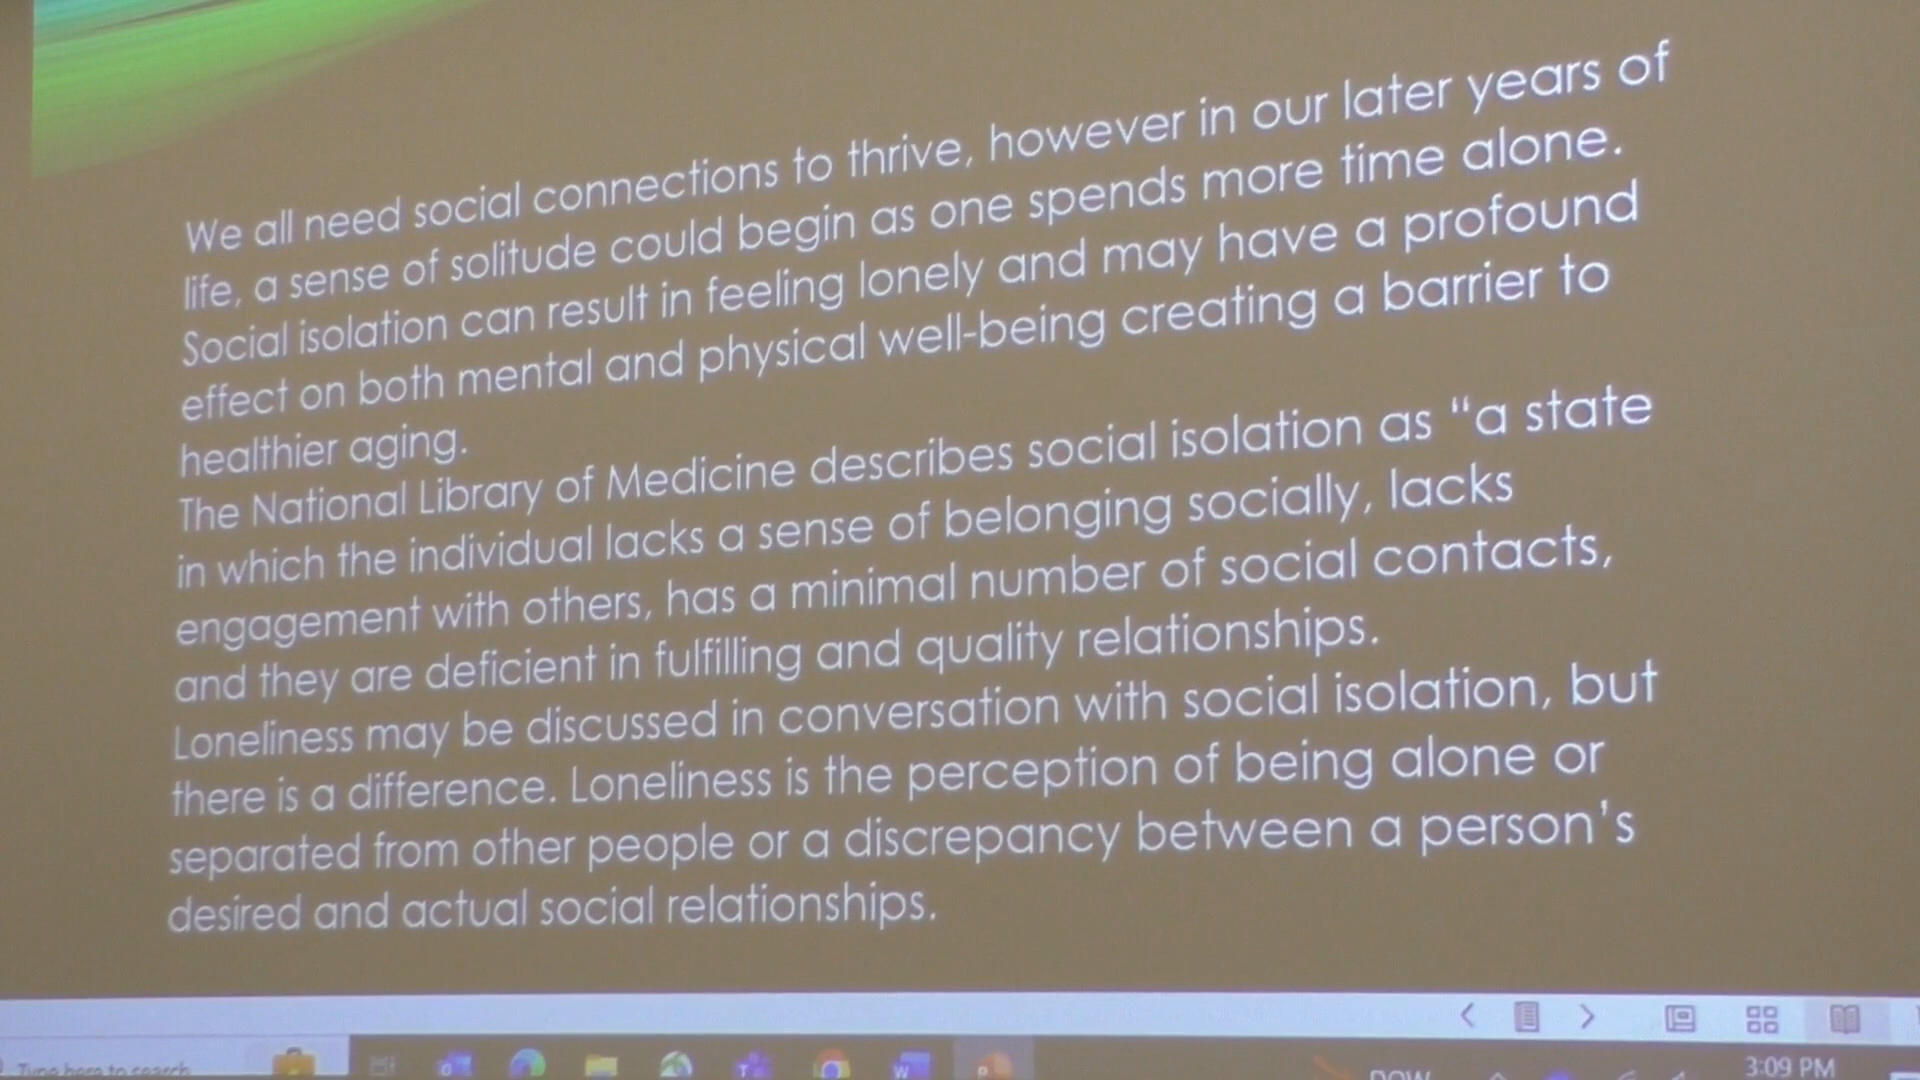 We all need social connections to thrive, however in our later years of
life, a sense of solitude could begin as one spends more time alone.
Social isolation can result in feeling lonely and may have a profound
effect on both mental and physical well-being creating a barrier to
healthier aging.
The National Library of Medicine describes social isolation as “a state
in which the individual lacks a sense of belonging socially, lacks
engagement with others, has a minimal number of social contacts,
and they are deficient in fulfilling and quality relationships.
Loneliness may be discussed in conversation with social isolation, but
there is a difference. Loneliness is the perception of being alone or
separated from other people or a discrepancy between a person's
desired and actual social relationships.
Type here to search
DOW
3:09 PM